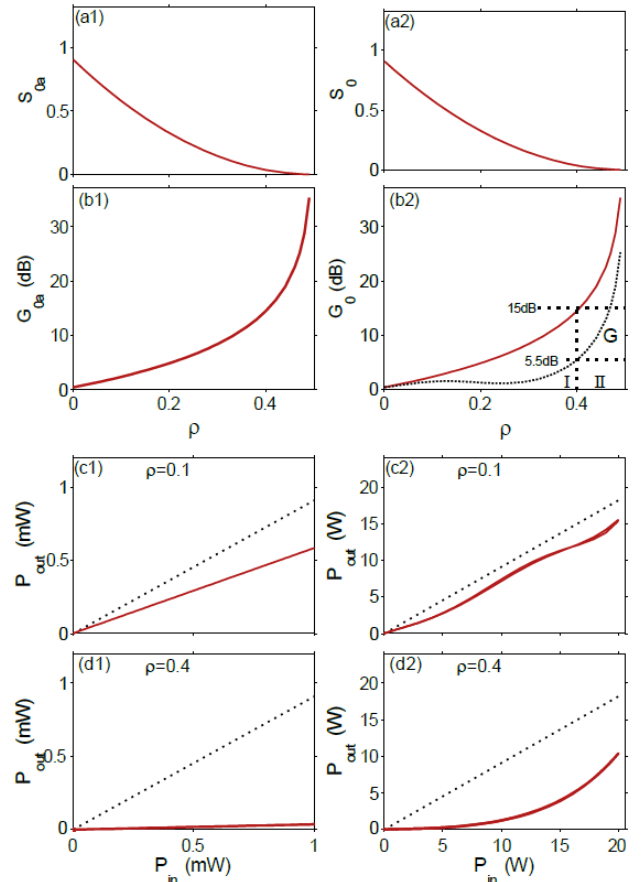 (a1)
1
0.5
0
S0a
(a2)
1
0.5
0
S0
(b1)
30
20
10
0
G0a (dB)
0
0.2
0.4
ρ
(b2)
30
20
10
0
G0 (dB)
15dB
5.5dB
G
I
II
0
0.2
0.4
ρ
(c1)
ρ=0.1
1
0.5
0
Pout (mW)
(c2)
ρ=0.1
20
15
10
5
0
Pout (W)
(d1)
ρ=0.4
1
0.5
0
Pout (mW)
0
0.5
1
Pin (mW)
(d2)
ρ=0.4
20
15
10
5
0
Pout (W)
0
5
10
15
20
Pin (W)